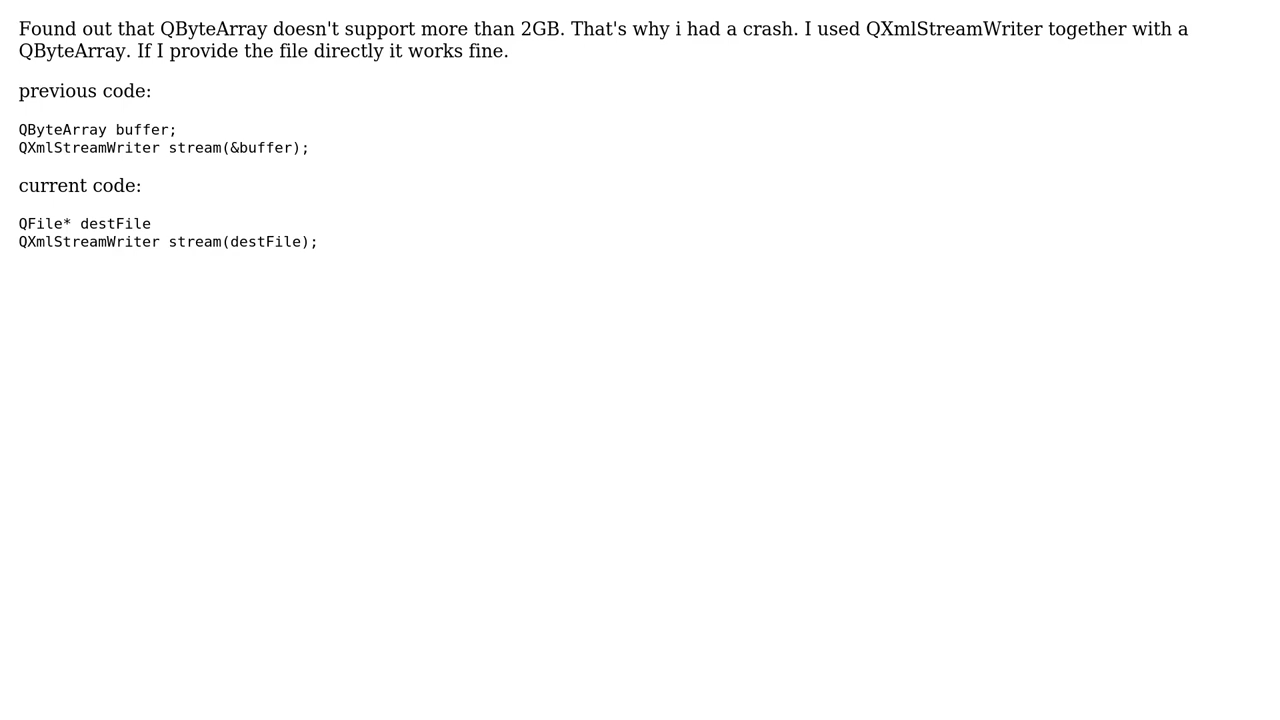 Found out that QByteArray doesn't support more than 2GB. That's why i had a crash. I used QXmlStreamWriter together with a
QByteArray. If I provide the file directly it works fine.
previous code:
QByteArray buffer;
QXmlStreamWriter stream(&buffer);
current code:
QFile* destFile
QXmlStreamWriter stream(destFile);